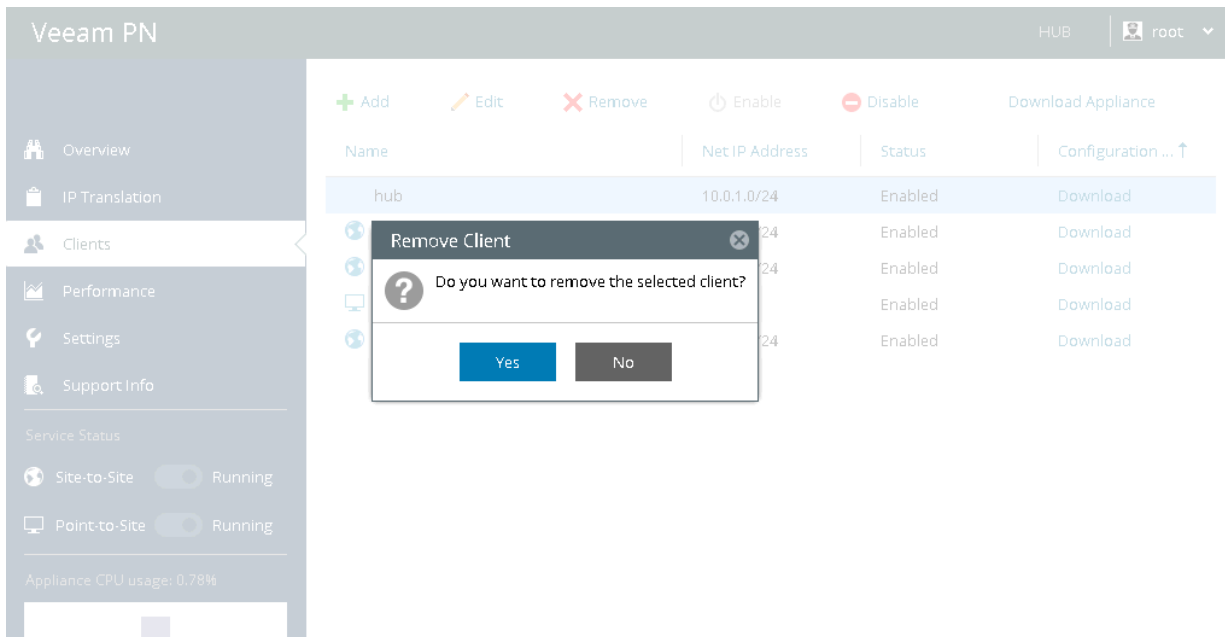 Veeam PN
HUB root
Add Edit Remove Enable Disable Download Appliance
Overview
IP Translation
Clients
Performance
Settings
Support Info
Service Status
Site-to-Site Running
Point-to-Site Running
Appliance CPU usage: 0.78%
Name Net IP Address Status Configuration ...
hub 10.0.1.0/24 Enabled Download
/24 Enabled Download
/24 Enabled Download
Enabled Download
/24 Enabled Download
Remove Client
Do you want to remove the selected client?
Yes No